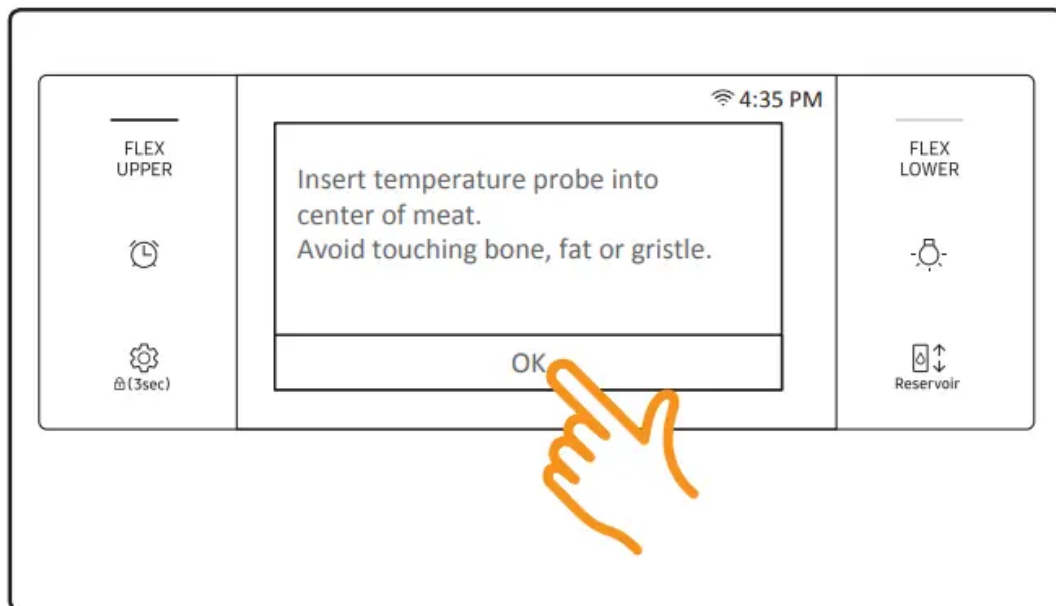 4:35 PM
FLEX
UPPER
(3sec)
Insert temperature probe into
center of meat.
Avoid touching bone, fat or gristle.
OK
FLEX
LOWER
Reservoir